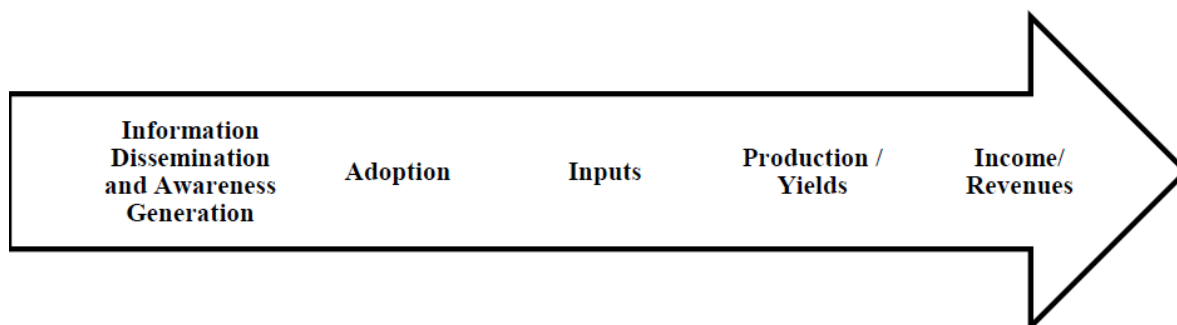 Information
Dissemination
and Awareness
Generation
Adoption
Inputs
Production /
Yields
Income/
Revenues